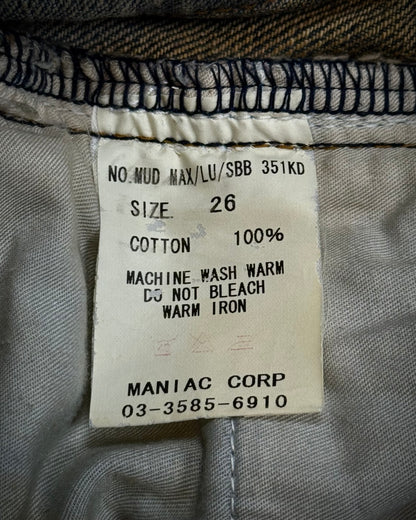 NO.MUD MAX/LU/SBB 351KD
SIZE. 26
COTTON 100%
MACHINE WASH WARM
DO NOT BLEACH
WARM IRON
MANIAC CORP
03-3585-6910